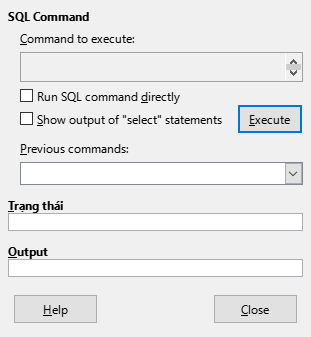 SQL Command
Command to execute:
Run SQL command directly
Show output of "select" statements
Execute
Previous commands:
Trạng thái
Output
Help
Close